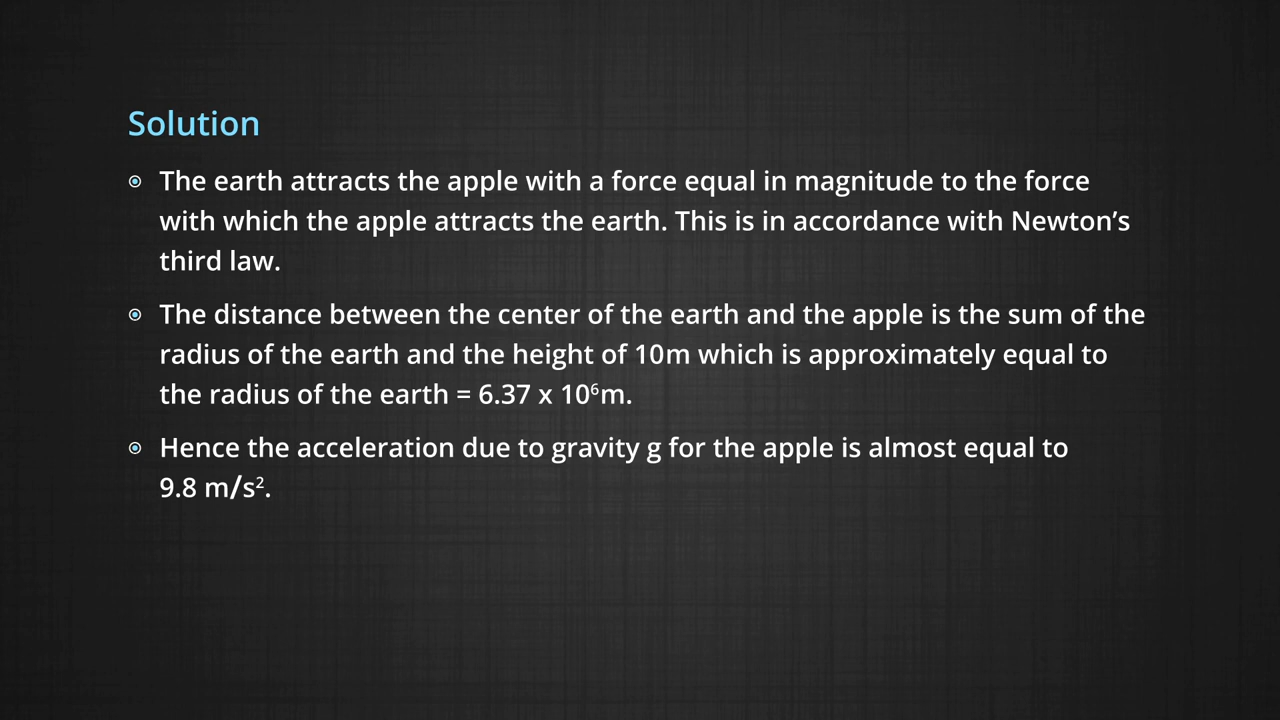 Solution
The earth attracts the apple with a force equal in magnitude to the force
with which the apple attracts the earth. This is in accordance with Newton’s
third law.
The distance between the center of the earth and the apple is the sum of the
radius of the earth and the height of 10m which is approximately equal to
the radius of the earth = 6.37 x 10⁶m.
Hence the acceleration due to gravity g for the apple is almost equal to
9.8 m/s².